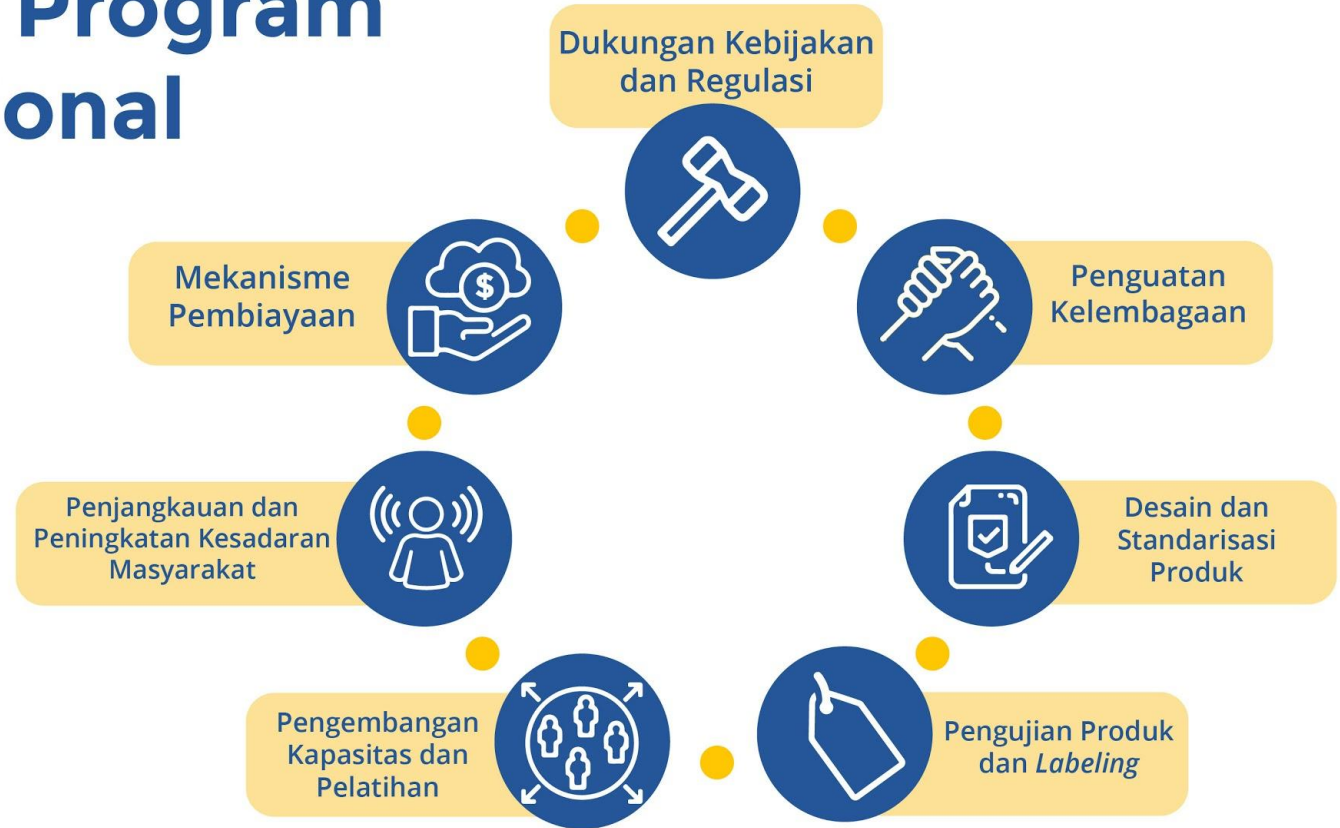 Program
onal
Dukungan Kebijakan
dan Regulasi
Mekanisme
Pembiayaan
$
Penguatan
Kelembagaan
Penjangkauan dan
Peningkatan Kesadaran
Masyarakat
Desain dan
Standarisasi
Produk
Pengembangan
Kapasitas dan
Pelatihan
Pengujian Produk
dan Labeling